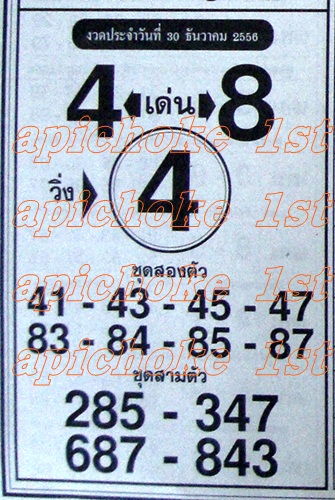 งวดประจำวันที่ 30 ธันวาคม 2556
4 เด่น 8
apichoke 1st
วิ่ง 4
apichoke 1st
ชุดสองตัว
apichoke 1st
41 - 43 - 45 - 47
83 - 84 - 85 - 87
apichoke 1st
ชุดสามตัว
285 - 347
687 - 843